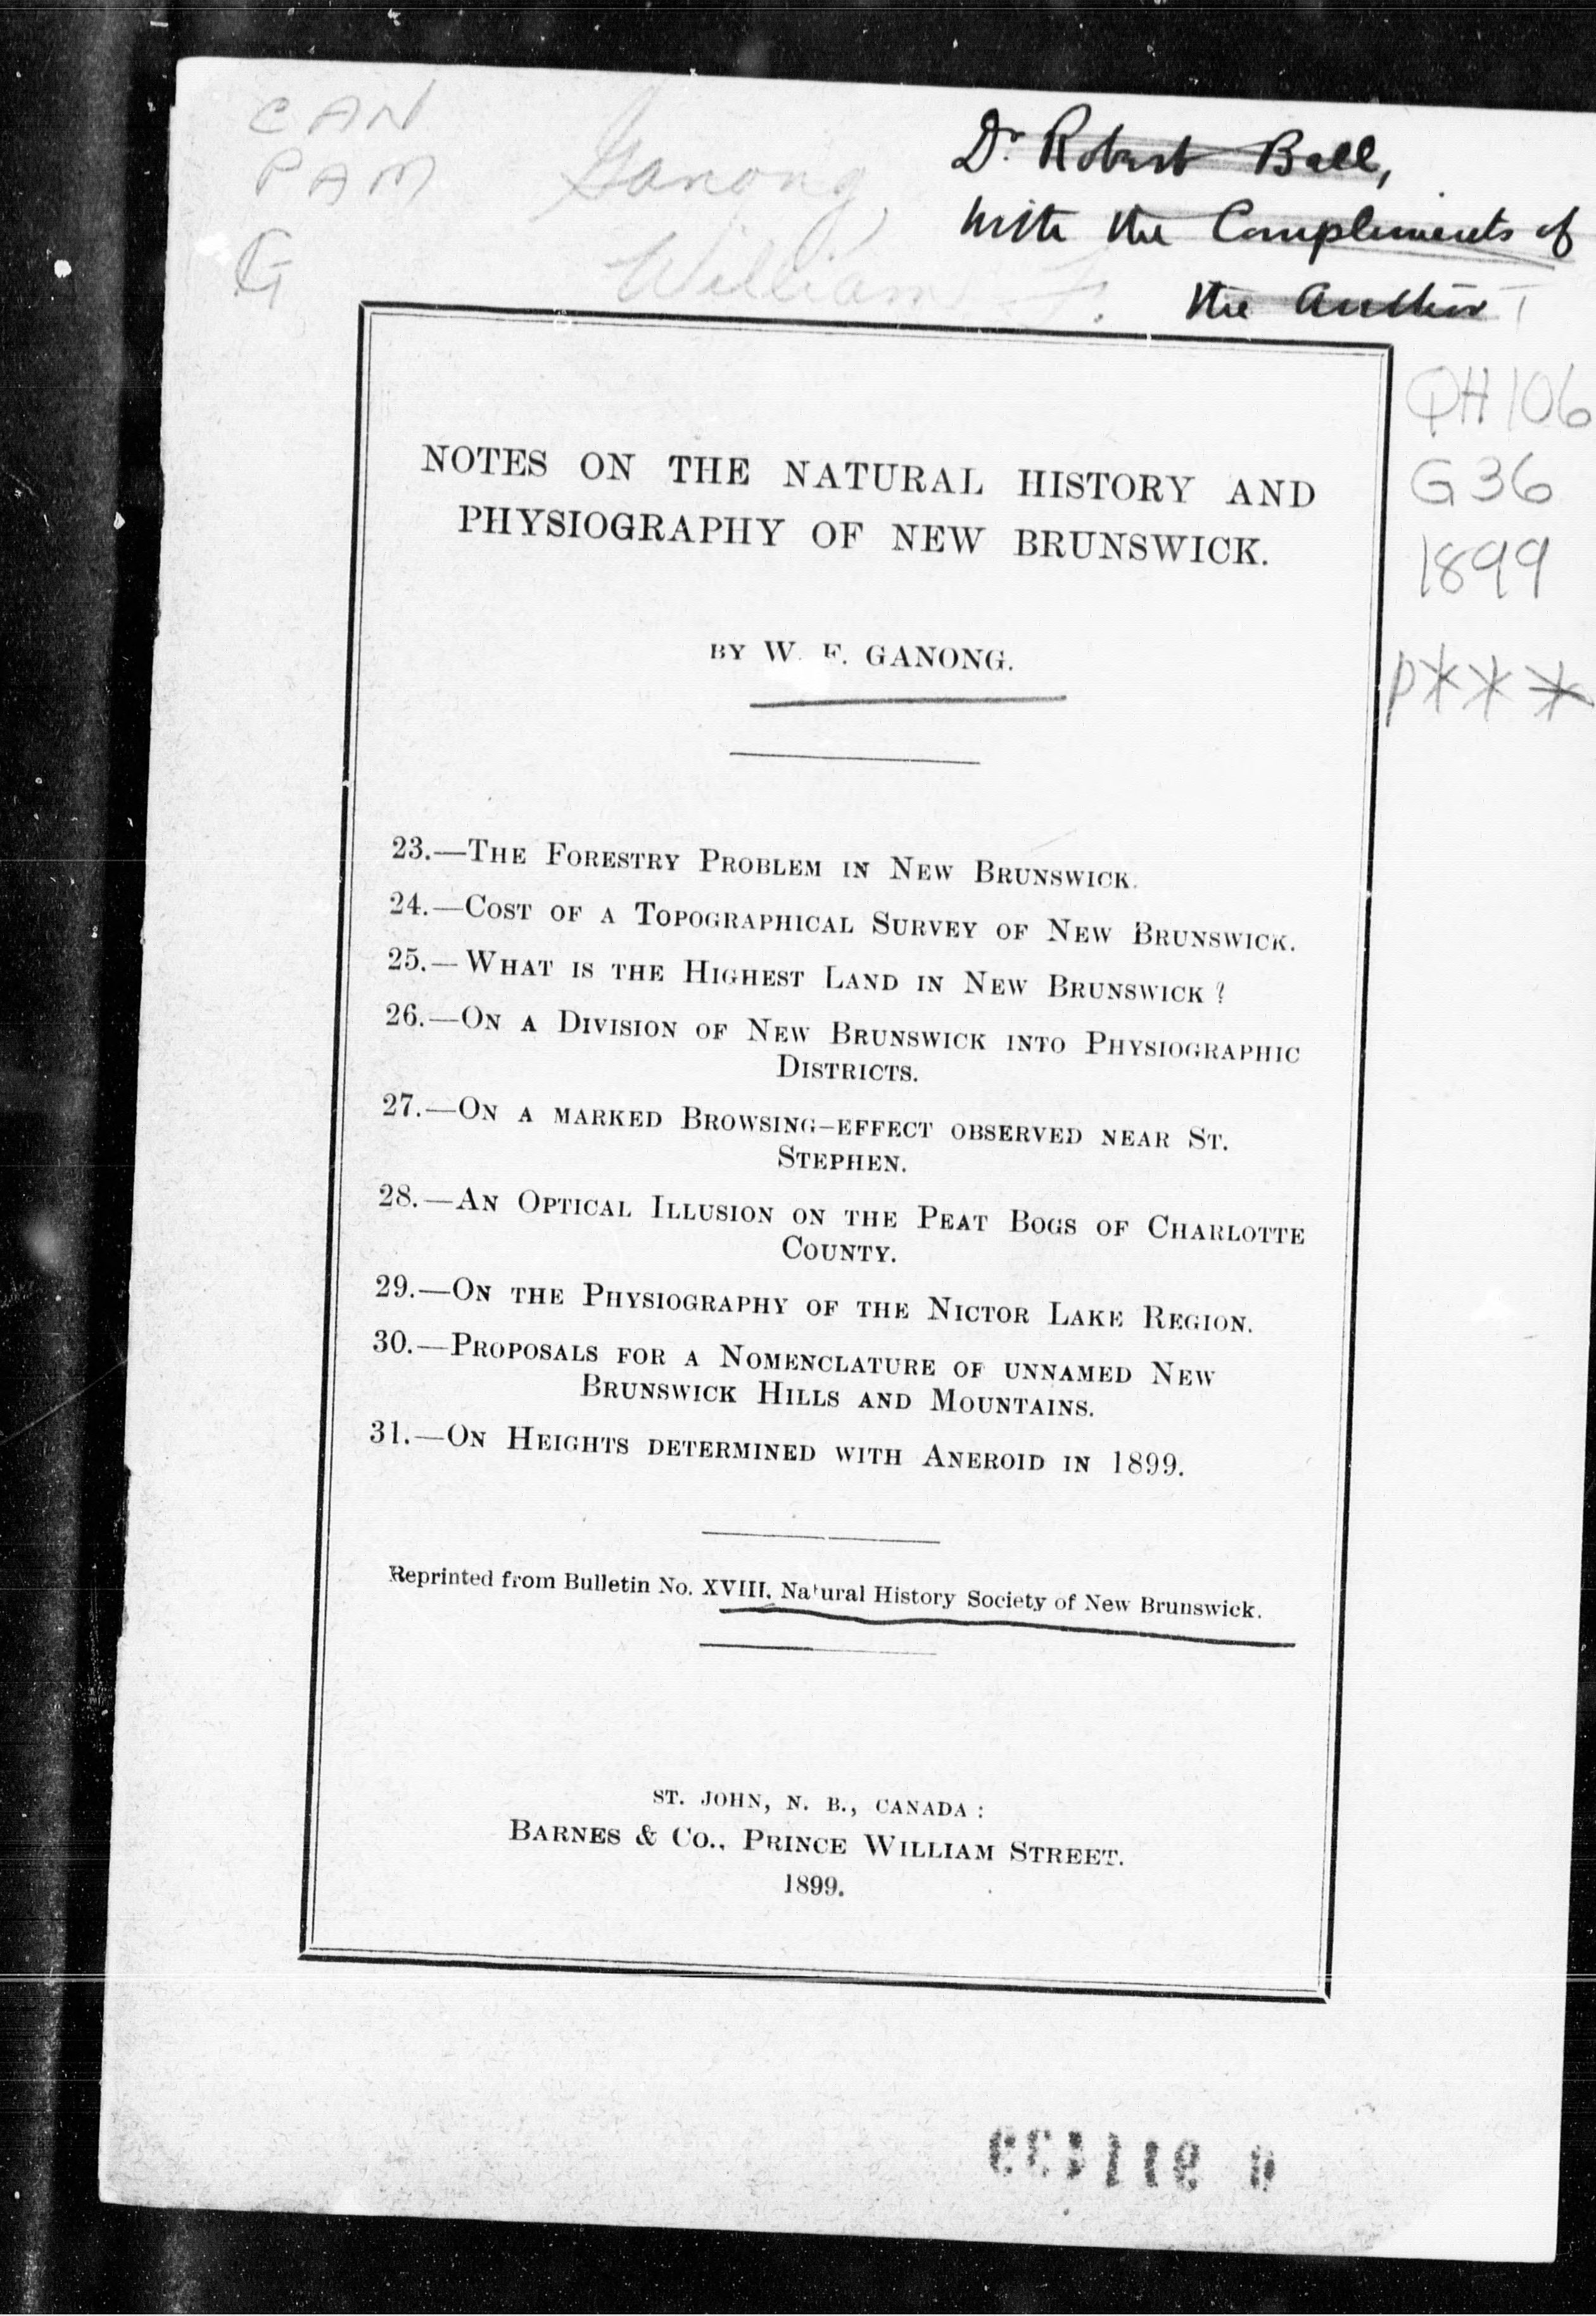 CAN
PAM
G
Ganong,
William F.
Dr Robert Bell,
with the Compliments of
the Author
QH106
G36
1899
p***
NOTES ON THE NATURAL HISTORY AND
PHYSIOGRAPHY OF NEW BRUNSWICK.
BY W. F. GANONG.
23.—THE FORESTRY PROBLEM IN NEW BRUNSWICK.
24.—COST OF A TOPOGRAPHICAL SURVEY OF NEW BRUNSWICK.
25.—WHAT IS THE HIGHEST LAND IN NEW BRUNSWICK?
26.—ON A DIVISION OF NEW BRUNSWICK INTO PHYSIOGRAPHIC
DISTRICTS.
27.—ON A MARKED BROWSING-EFFECT OBSERVED NEAR ST.
STEPHEN.
28.—AN OPTICAL ILLUSION ON THE PEAT BOGS OF CHARLOTTE
COUNTY.
29.—ON THE PHYSIOGRAPHY OF THE NICTOR LAKE REGION.
30.—PROPOSALS FOR A NOMENCLATURE OF UNNAMED NEW
BRUNSWICK HILLS AND MOUNTAINS.
31.—ON HEIGHTS DETERMINED WITH ANEROID IN 1899.
Reprinted from Bulletin No. XVIII, Natural History Society of New Brunswick.
ST. JOHN, N. B., CANADA:
BARNES & CO., PRINCE WILLIAM STREET.
1899.